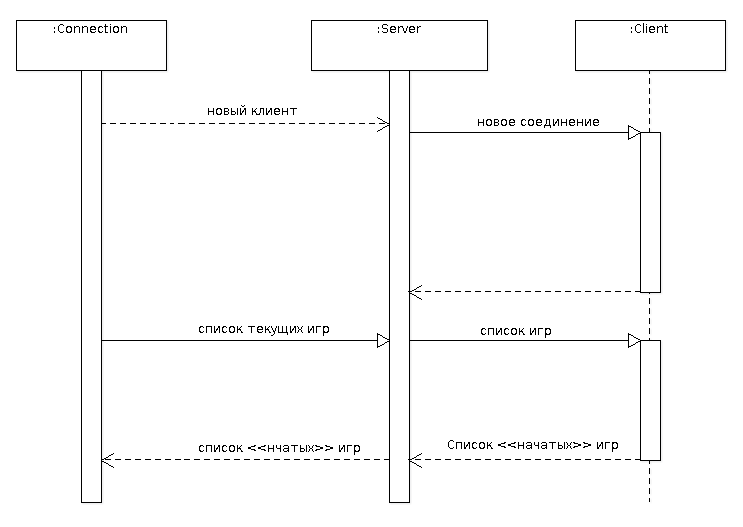 :Connection
:Server
:Client
новый клиент
новое соединение
список текущих игр
список игр
список <<нчатых>> игр
Список <<начатых>> игр